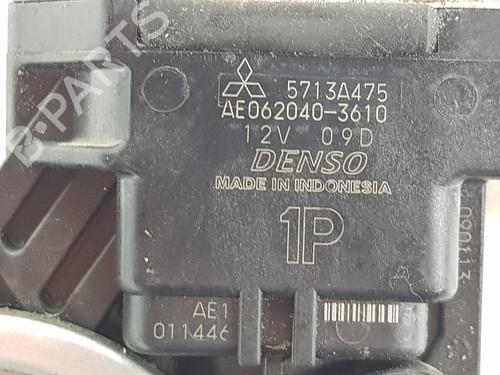 B-PARTS
5713A475
AE062040-3610
12V 09D
DENSO
MADE IN INDONESIA
1P
AE1
011446